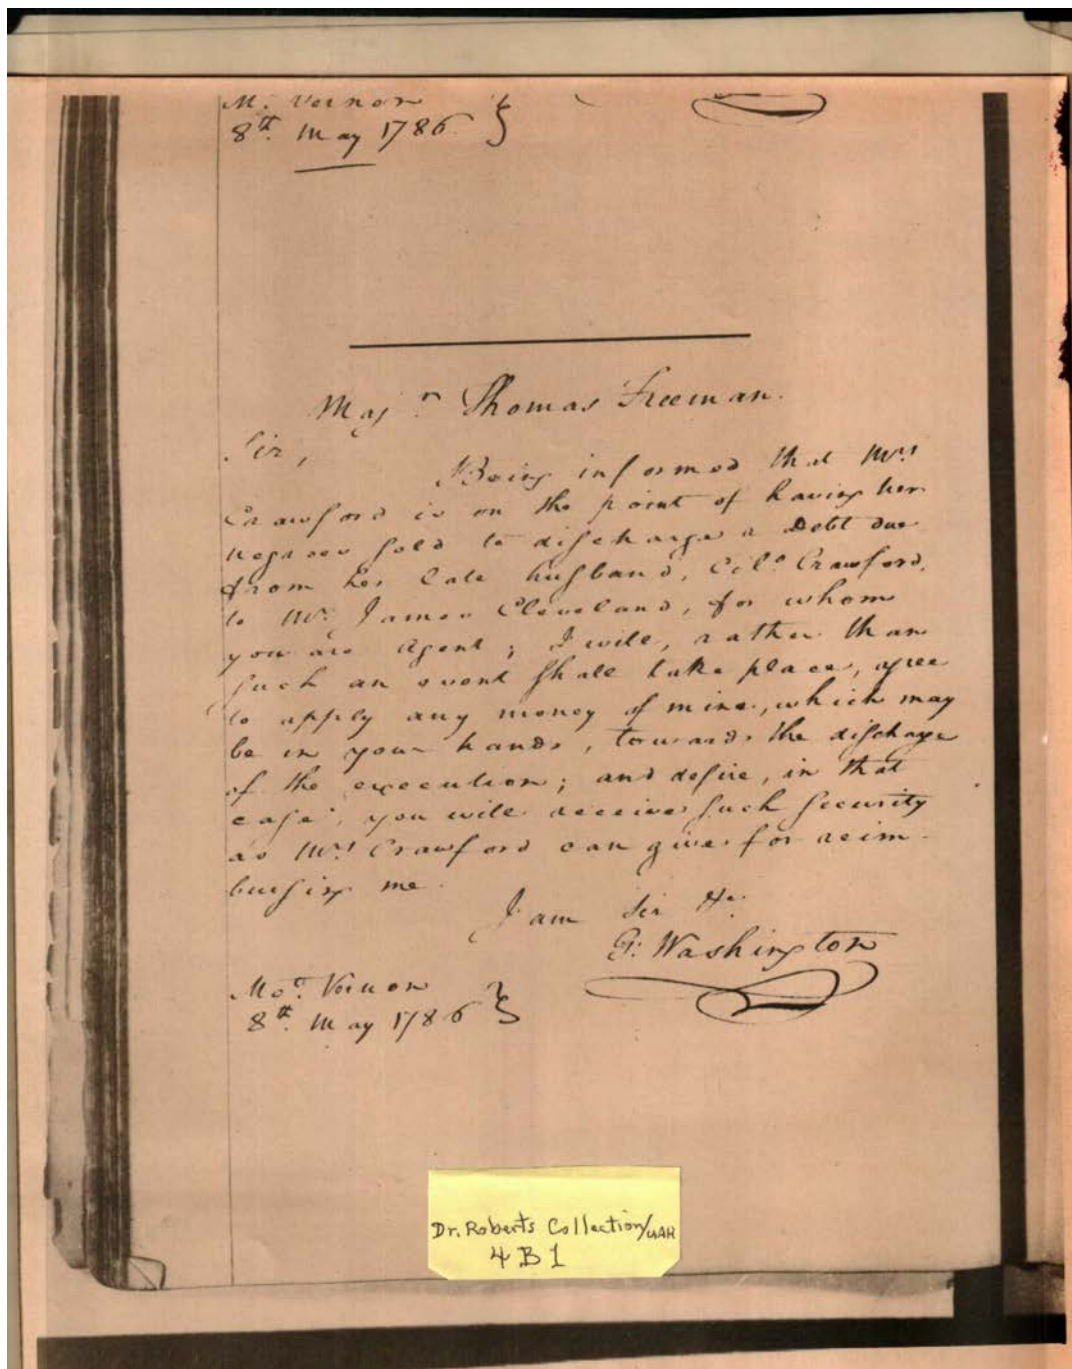 Mt. Vernon }
8th. May 1786. }
Majr. Thomas Freeman.
Sir,
Being informed that Mrs.
Crawford is on the point of having her
negroes sold to discharge a Debt due
from her late husband, Colo. Crawford,
to Mr. James Cleveland, for whom
you are Agent; I will, rather than
such an event shall take place, agree
to apply any money of mine, which may
be in your hands, towards the discharge
of the execution; and desire, in that
case, you will receive such security
as Mrs. Crawford can give for reim-
bursing me.
I am Sir &c.
G: Washington
Mot. Vernon }
8th. May 1786 }
Dr. Roberts Collection/UAH
4B1